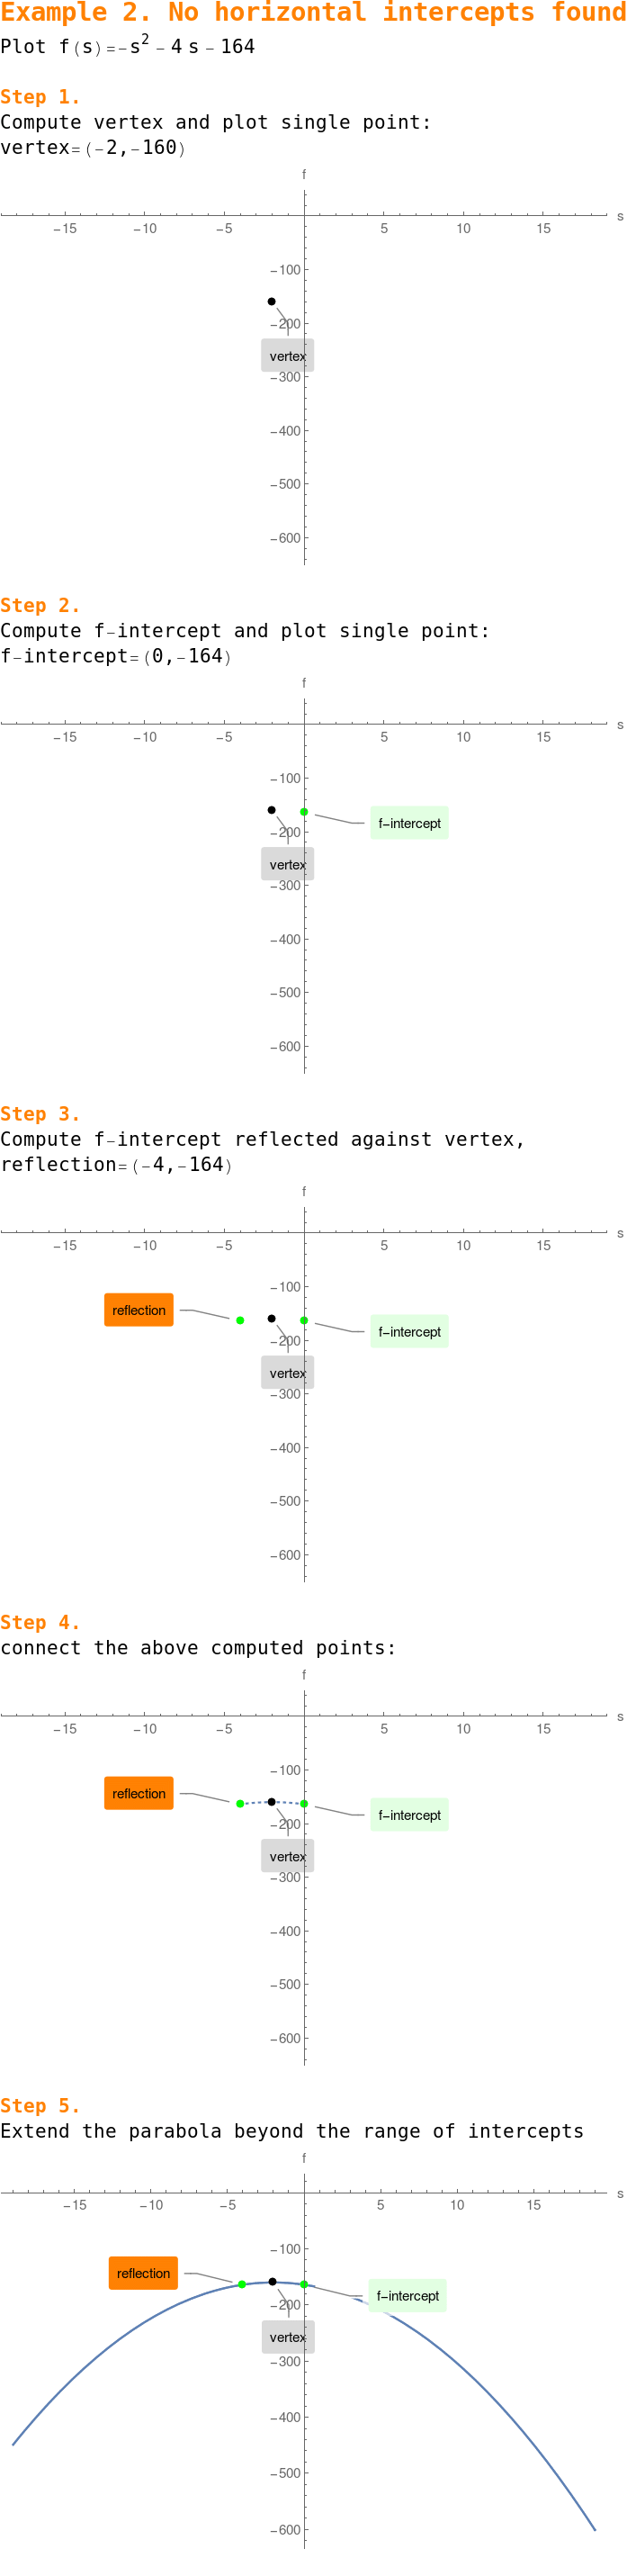 Example 2. No horizontal intercepts found
Plot f(s)=-s² - 4 s - 164
Step 1.
Compute vertex and plot single point:
vertex=(-2,-160)
f
s
-15 -10 -5 5 10 15
-100
-200
vertex
-300
-400
-500
-600
Step 2.
Compute f-intercept and plot single point:
f-intercept=(0,-164)
f
s
-15 -10 -5 5 10 15
-100
f-intercept
-200
vertex
-300
-400
-500
-600
Step 3.
Compute f-intercept reflected against vertex,
reflection=(-4,-164)
f
s
-15 -10 -5 5 10 15
-100
reflection
f-intercept
-200
vertex
-300
-400
-500
-600
Step 4.
connect the above computed points:
f
s
-15 -10 -5 5 10 15
-100
reflection
f-intercept
-200
vertex
-300
-400
-500
-600
Step 5.
Extend the parabola beyond the range of intercepts
f
s
-15 -10 -5 5 10 15
-100
reflection
f-intercept
-200
vertex
-300
-400
-500
-600